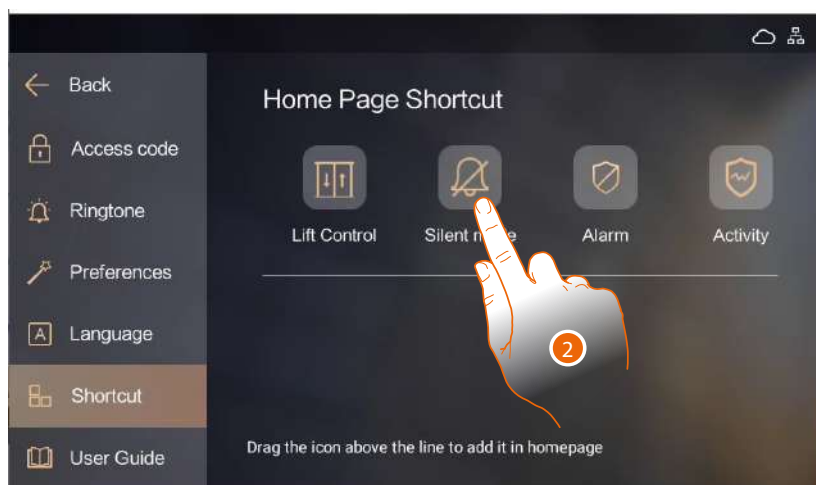 Back
Home Page Shortcut
Access code
Ringtone
Lift Control
Silent
Alarm
Activity
Preferences
A Language
2
Shortcut
User Guide
Drag the icon above the line to add it in homepage